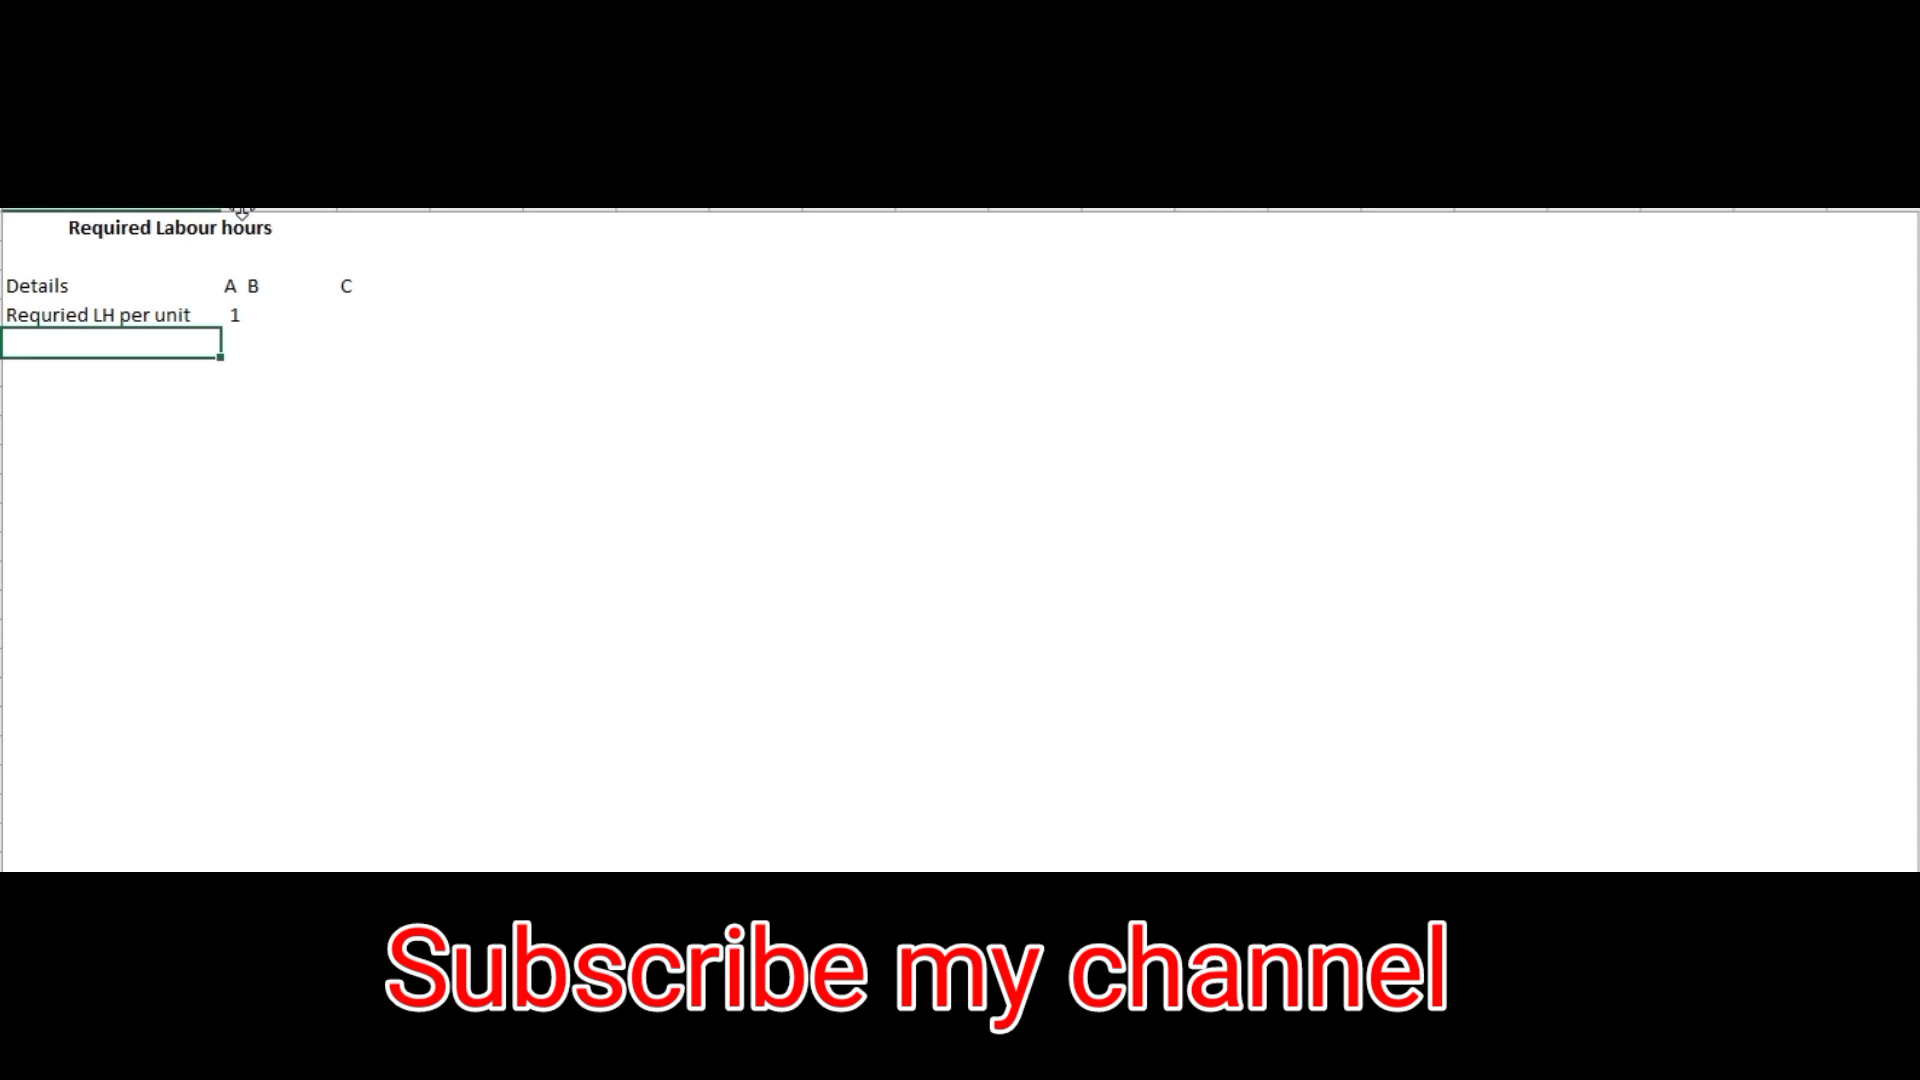 Required Labour hours
Details A B C
Requried LH per unit 1
Subscribe my channel